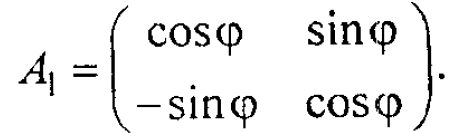 A₁ = ( cosφ sinφ
-sinφ cosφ ).